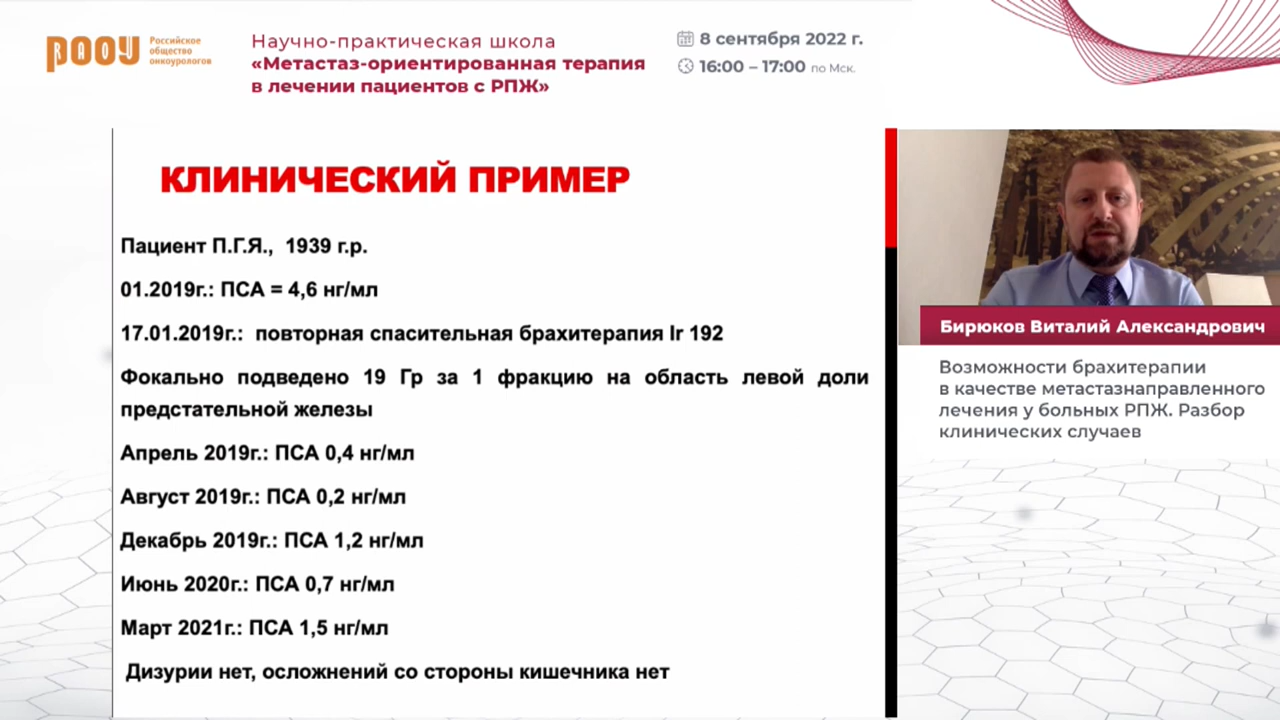 РАОУ
Российское
общество
онкоурологов
Научно-практическая школа
«Метастаз-ориентированная терапия
в лечении пациентов с РПЖ»
8 сентября 2022 г.
16:00 – 17:00 по Мск.
КЛИНИЧЕСКИЙ ПРИМЕР
Пациент П.Г.Я., 1939 г.р.
01.2019г.: ПСА = 4,6 нг/мл
17.01.2019г.: повторная спасительная брахитерапия Ir 192
Фокально подведено 19 Гр за 1 фракцию на область левой доли
предстательной железы
Апрель 2019г.: ПСА 0,4 нг/мл
Август 2019г.: ПСА 0,2 нг/мл
Декабрь 2019г.: ПСА 1,2 нг/мл
Июнь 2020г.: ПСА 0,7 нг/мл
Март 2021г.: ПСА 1,5 нг/мл
Дизурии нет, осложнений со стороны кишечника нет
Бирюков Виталий Александрович
Возможности брахитерапии
в качестве метастазнаправленного
лечения у больных РПЖ. Разбор
клинических случаев